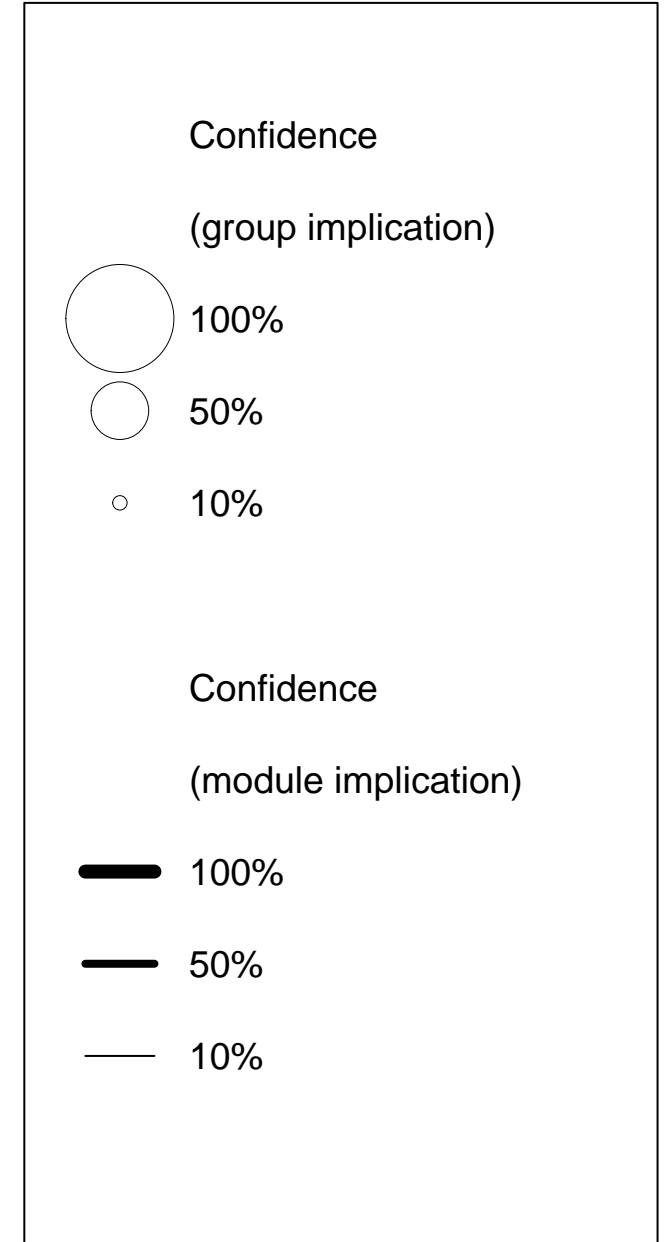 Confidence
(group implication)
100%
50%
10%
Confidence
(module implication)
100%
50%
10%